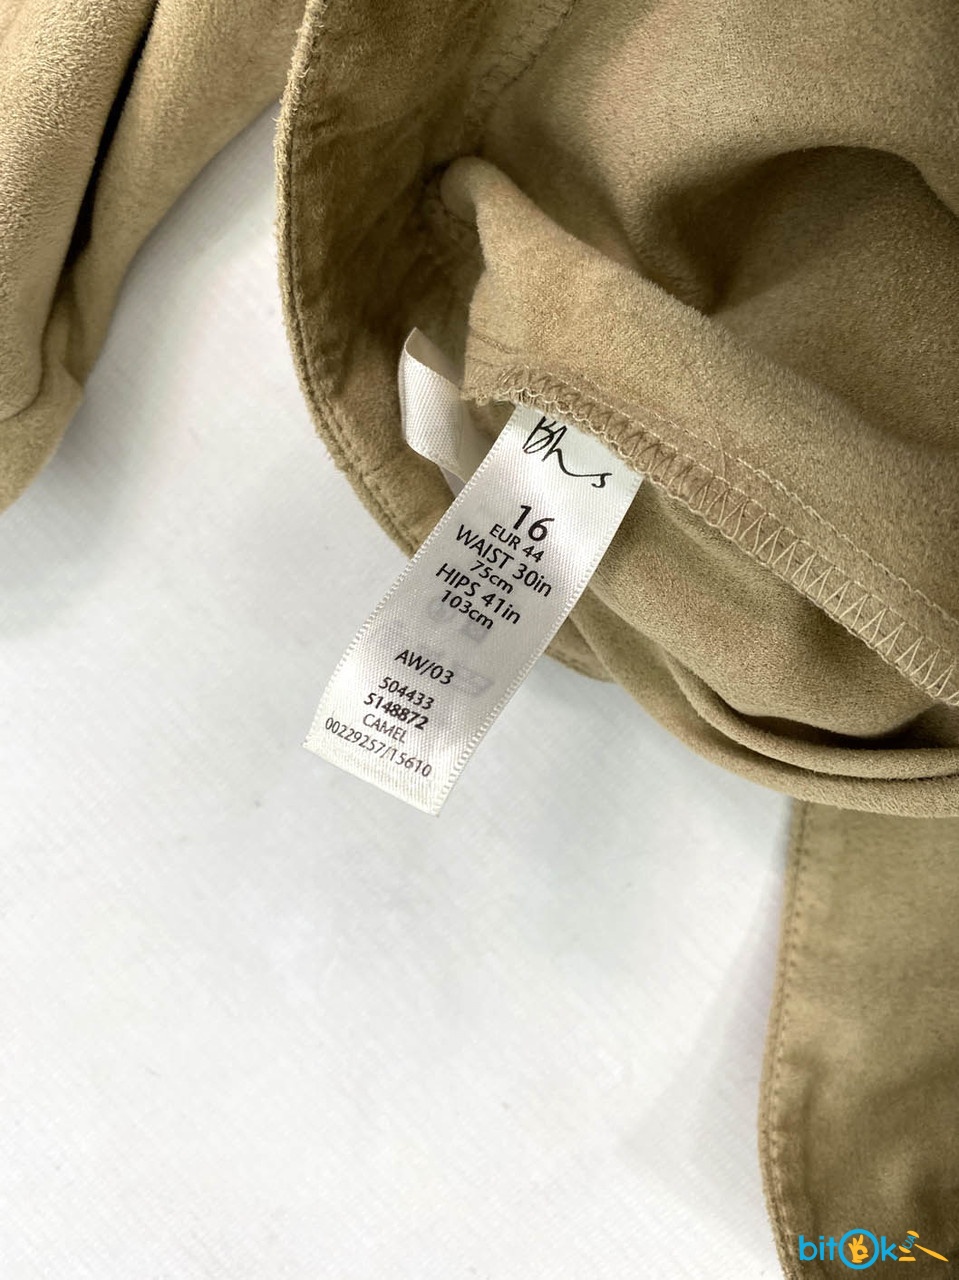 Bhs
16
EUR 44
WAIST 30in
75cm
HIPS 41in
103cm
AW/03
504433
5148872
CAMEL
00229257/15610
bitOk